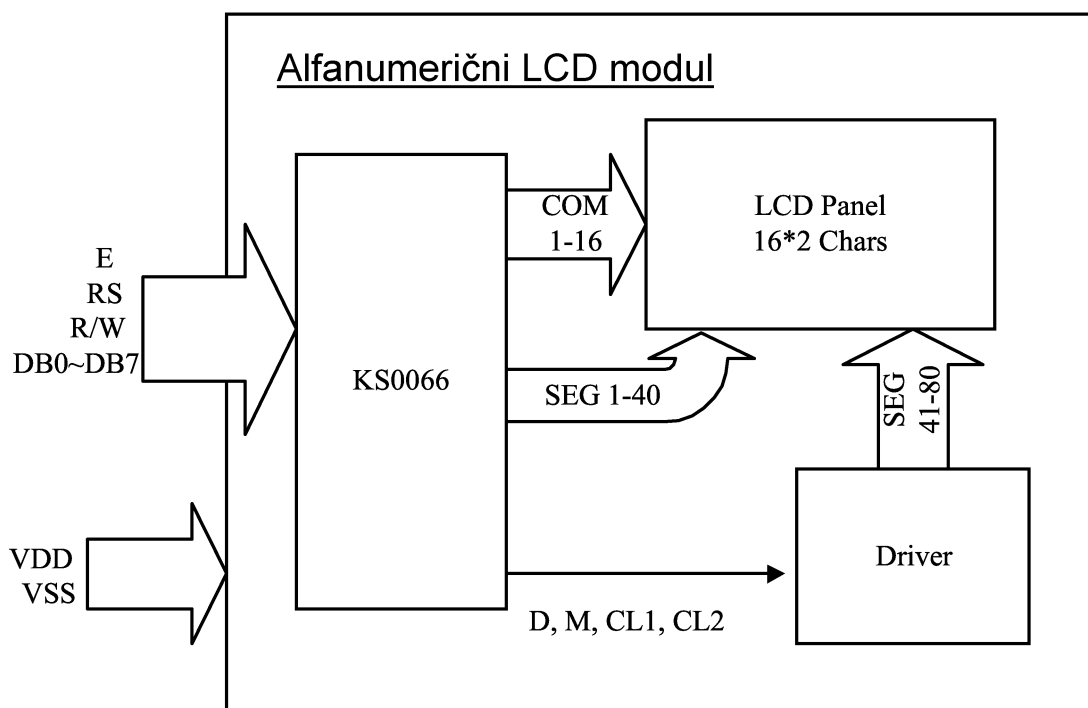 Alfanumerični LCD modul
E
RS
R/W
DB0~DB7
VDD
VSS
KS0066
COM
1-16
SEG 1-40
D, M, CL1, CL2
LCD Panel
16*2 Chars
SEG
41-80
Driver